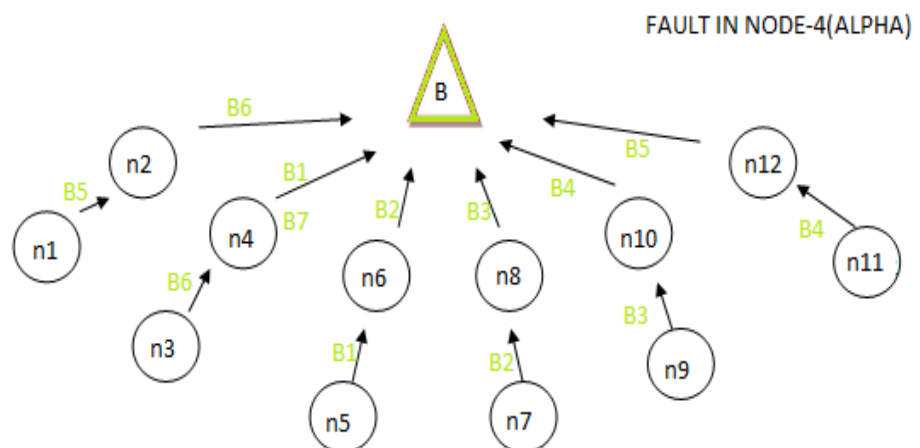 FAULT IN NODE-4(ALPHA)
B
B6
n2
B5
n1
B1
B7
n4
B6
n3
B2
n6
B1
n5
B3
n8
B2
n7
B4
n10
B3
n9
B5
n12
B4
n11